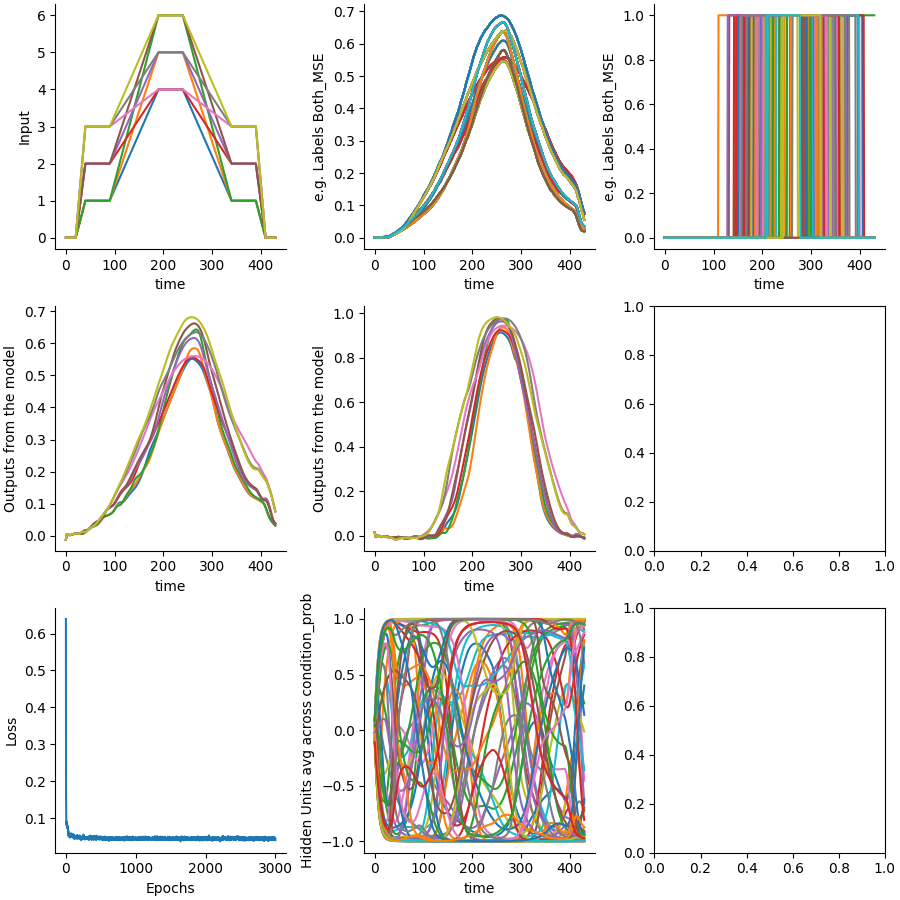 6
5
4
3
2
1
0
Input
0 100 200 300 400
time
0.7
0.6
0.5
0.4
0.3
0.2
0.1
0.0
e.g. Labels Both_MSE
0 100 200 300 400
time
1.0
0.8
0.6
0.4
0.2
0.0
e.g. Labels Both_MSE
0 100 200 300 400
time
0.7
0.6
0.5
0.4
0.3
0.2
0.1
0.0
Outputs from the model
0 100 200 300 400
time
1.0
0.8
0.6
0.4
0.2
0.0
Outputs from the model
0 100 200 300 400
time
1.0
0.8
0.6
0.4
0.2
0.0
0.0 0.2 0.4 0.6 0.8 1.0
0.6
0.5
0.4
0.3
0.2
0.1
Loss
0 1000 2000 3000
Epochs
1.0
0.5
0.0
−0.5
−1.0
Hidden Units avg across condition_prob
0 100 200 300 400
time
1.0
0.8
0.6
0.4
0.2
0.0
0.0 0.2 0.4 0.6 0.8 1.0